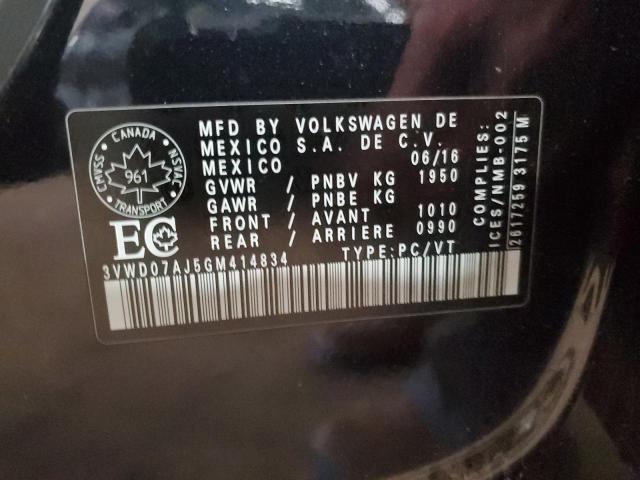 CANADA
CMVSS
NSVAC
961
TRANSPORT
EC
MFD BY VOLKSWAGEN DE
MEXICO S.A. DE C.V.
MEXICO 06/16
GVWR / PNBV KG 1950
GAWR / PNBE KG
FRONT / AVANT 1010
REAR / ARRIERE 0990
3VWD07AJ5GM414834 TYPE:PC/VT
COMPLIES:
ICES/NMB-002
2617259 3175 M